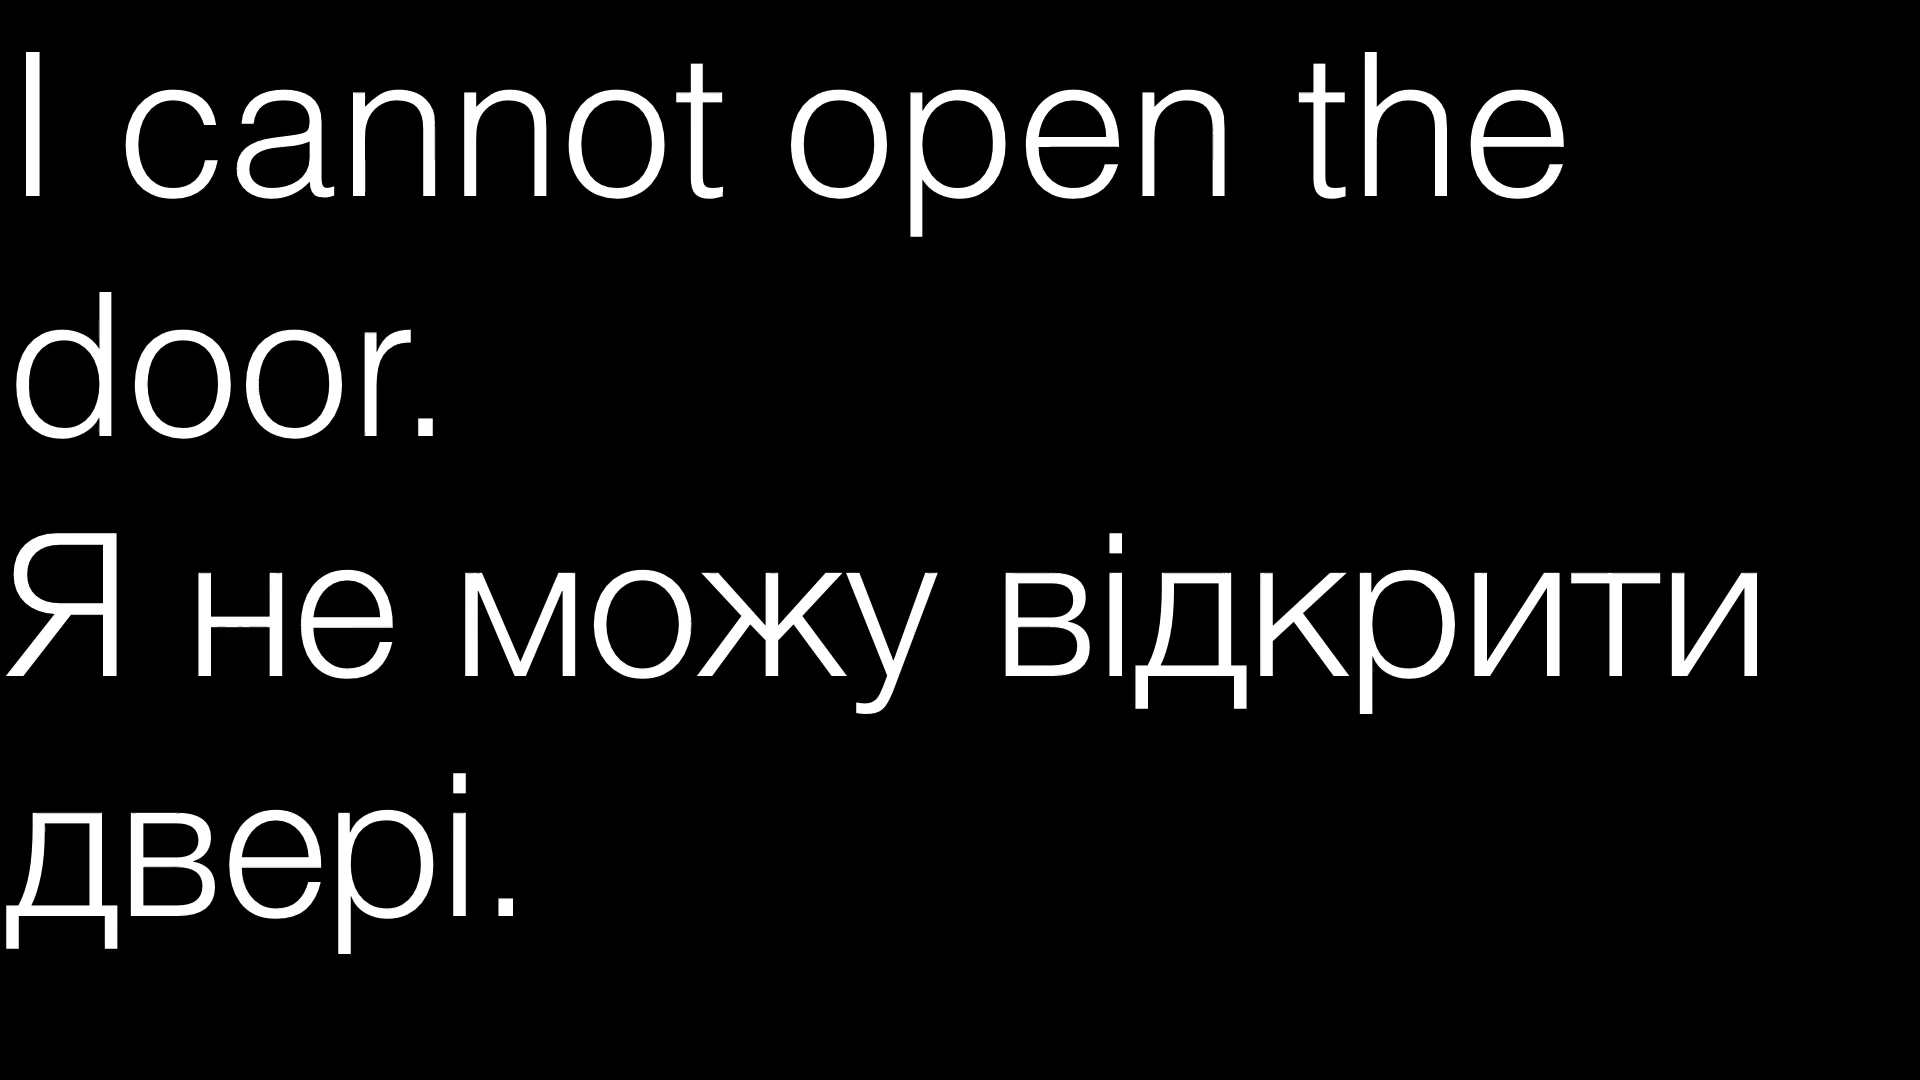 I cannot open the
door.
Я не можу відкрити
двері.